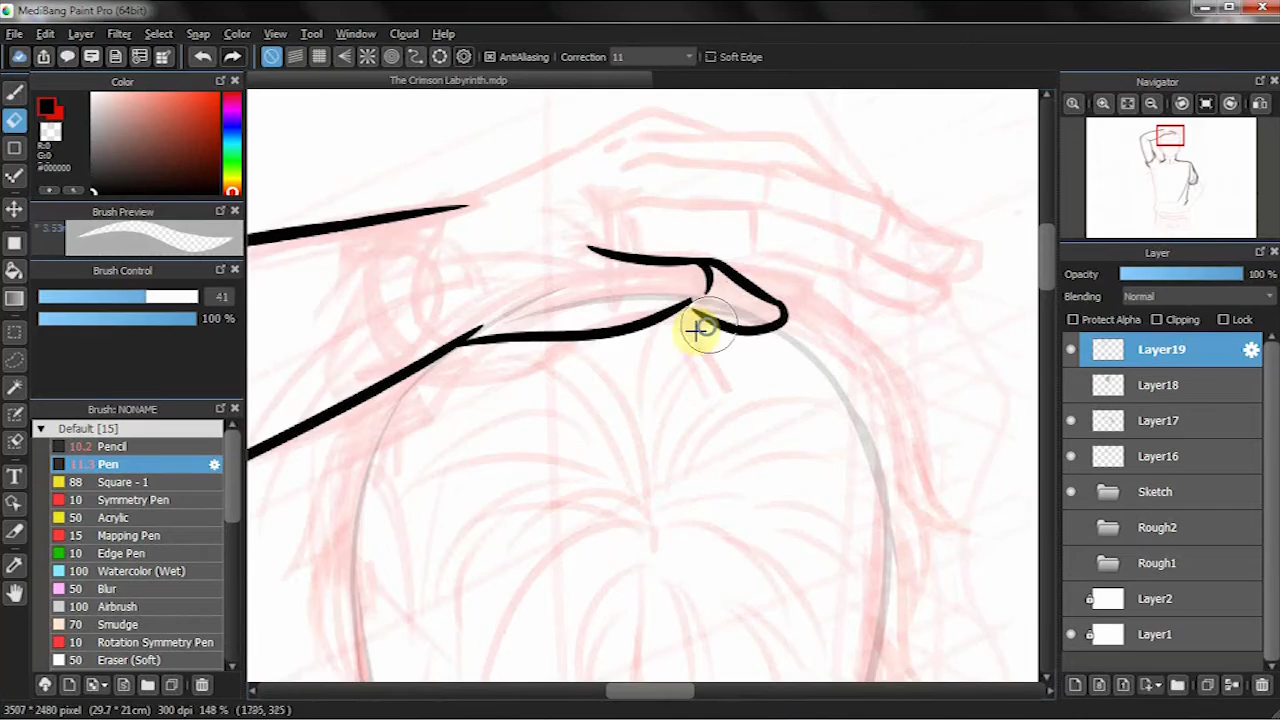 MediBang Paint Pro (64bit)
File Edit Layer Filter Select Snap Color View Tool Window Cloud Help
AntiAliasing Correction 11 Soft Edge
Color
The Crimson Labyrinth.mdp
Navigator
R:0
G:0
#000000
Brush Preview
Brush Control
41
100 %
Layer
Opacity 100 %
Blending Normal
Protect Alpha Clipping Lock
Layer19
Layer18
Layer17
Layer16
Sketch
Rough2
Rough1
Layer2
Layer1
Brush: NONAME
Default [15]
10.2 Pencil
11.3 Pen
88 Square - 1
10 Symmetry Pen
50 Acrylic
15 Mapping Pen
10 Edge Pen
100 Watercolor (Wet)
50 Blur
100 Airbrush
70 Smudge
10 Rotation Symmetry Pen
50 Eraser (Soft)
3507 * 2480 pixel (29.7 * 21cm) 300 dpi 148 %